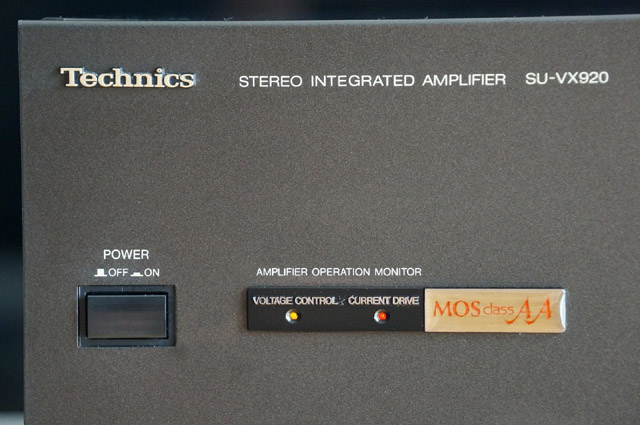 Technics
STEREO INTEGRATED AMPLIFIER SU-VX920
POWER
OFF ON
AMPLIFIER OPERATION MONITOR
VOLTAGE CONTROL CURRENT DRIVE
MOS class AA